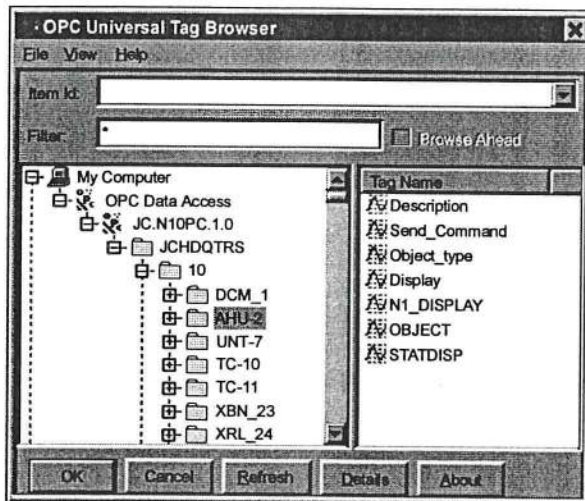 OPC Universal Tag Browser
File View Help
Item Id:
Filter: * Browse Ahead
My Computer
OPC Data Access
JC.N10PC.1.0
JCHDQTRS
10
DCM_1
AHU-2
UNT-7
TC-10
TC-11
XBN_23
XRL_24
Tag Name
Description
Send_Command
Object_type
Display
N1_DISPLAY
OBJECT
STATDISP
OK Cancel Refresh Details About